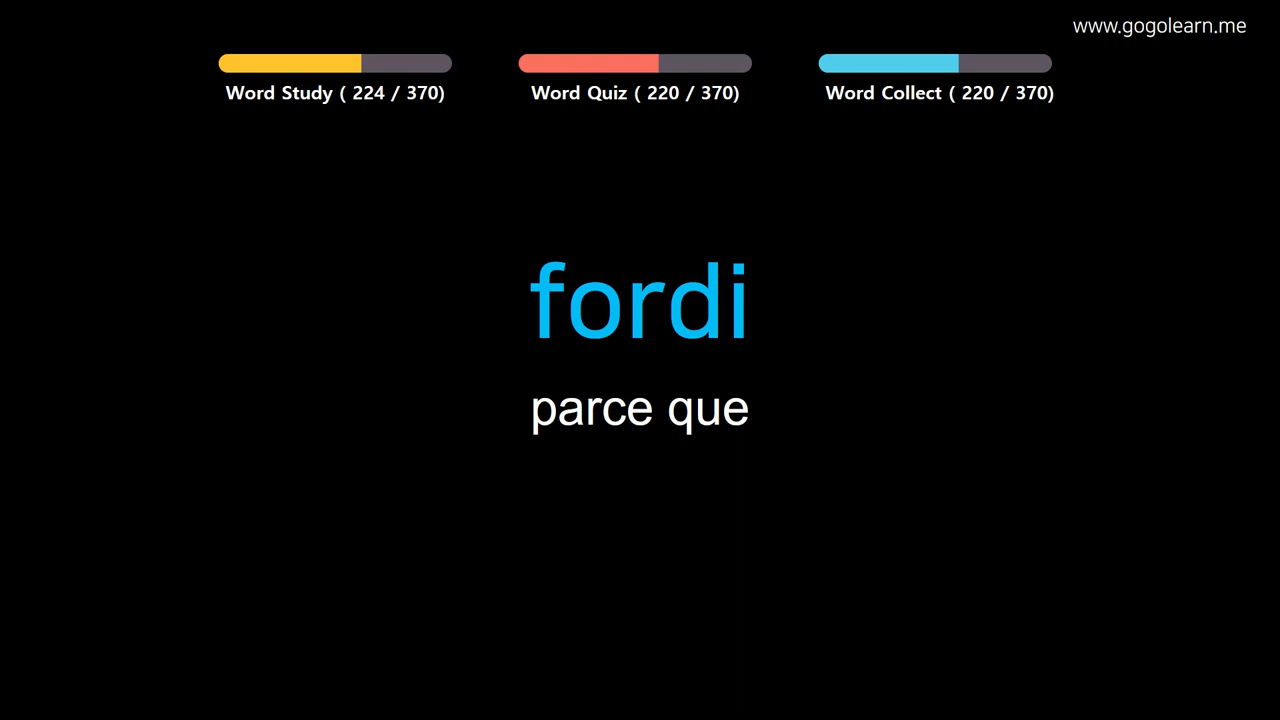 www.gogolearn.me
Word Study ( 224 / 370)
Word Quiz ( 220 / 370)
Word Collect ( 220 / 370)
fordi
parce que